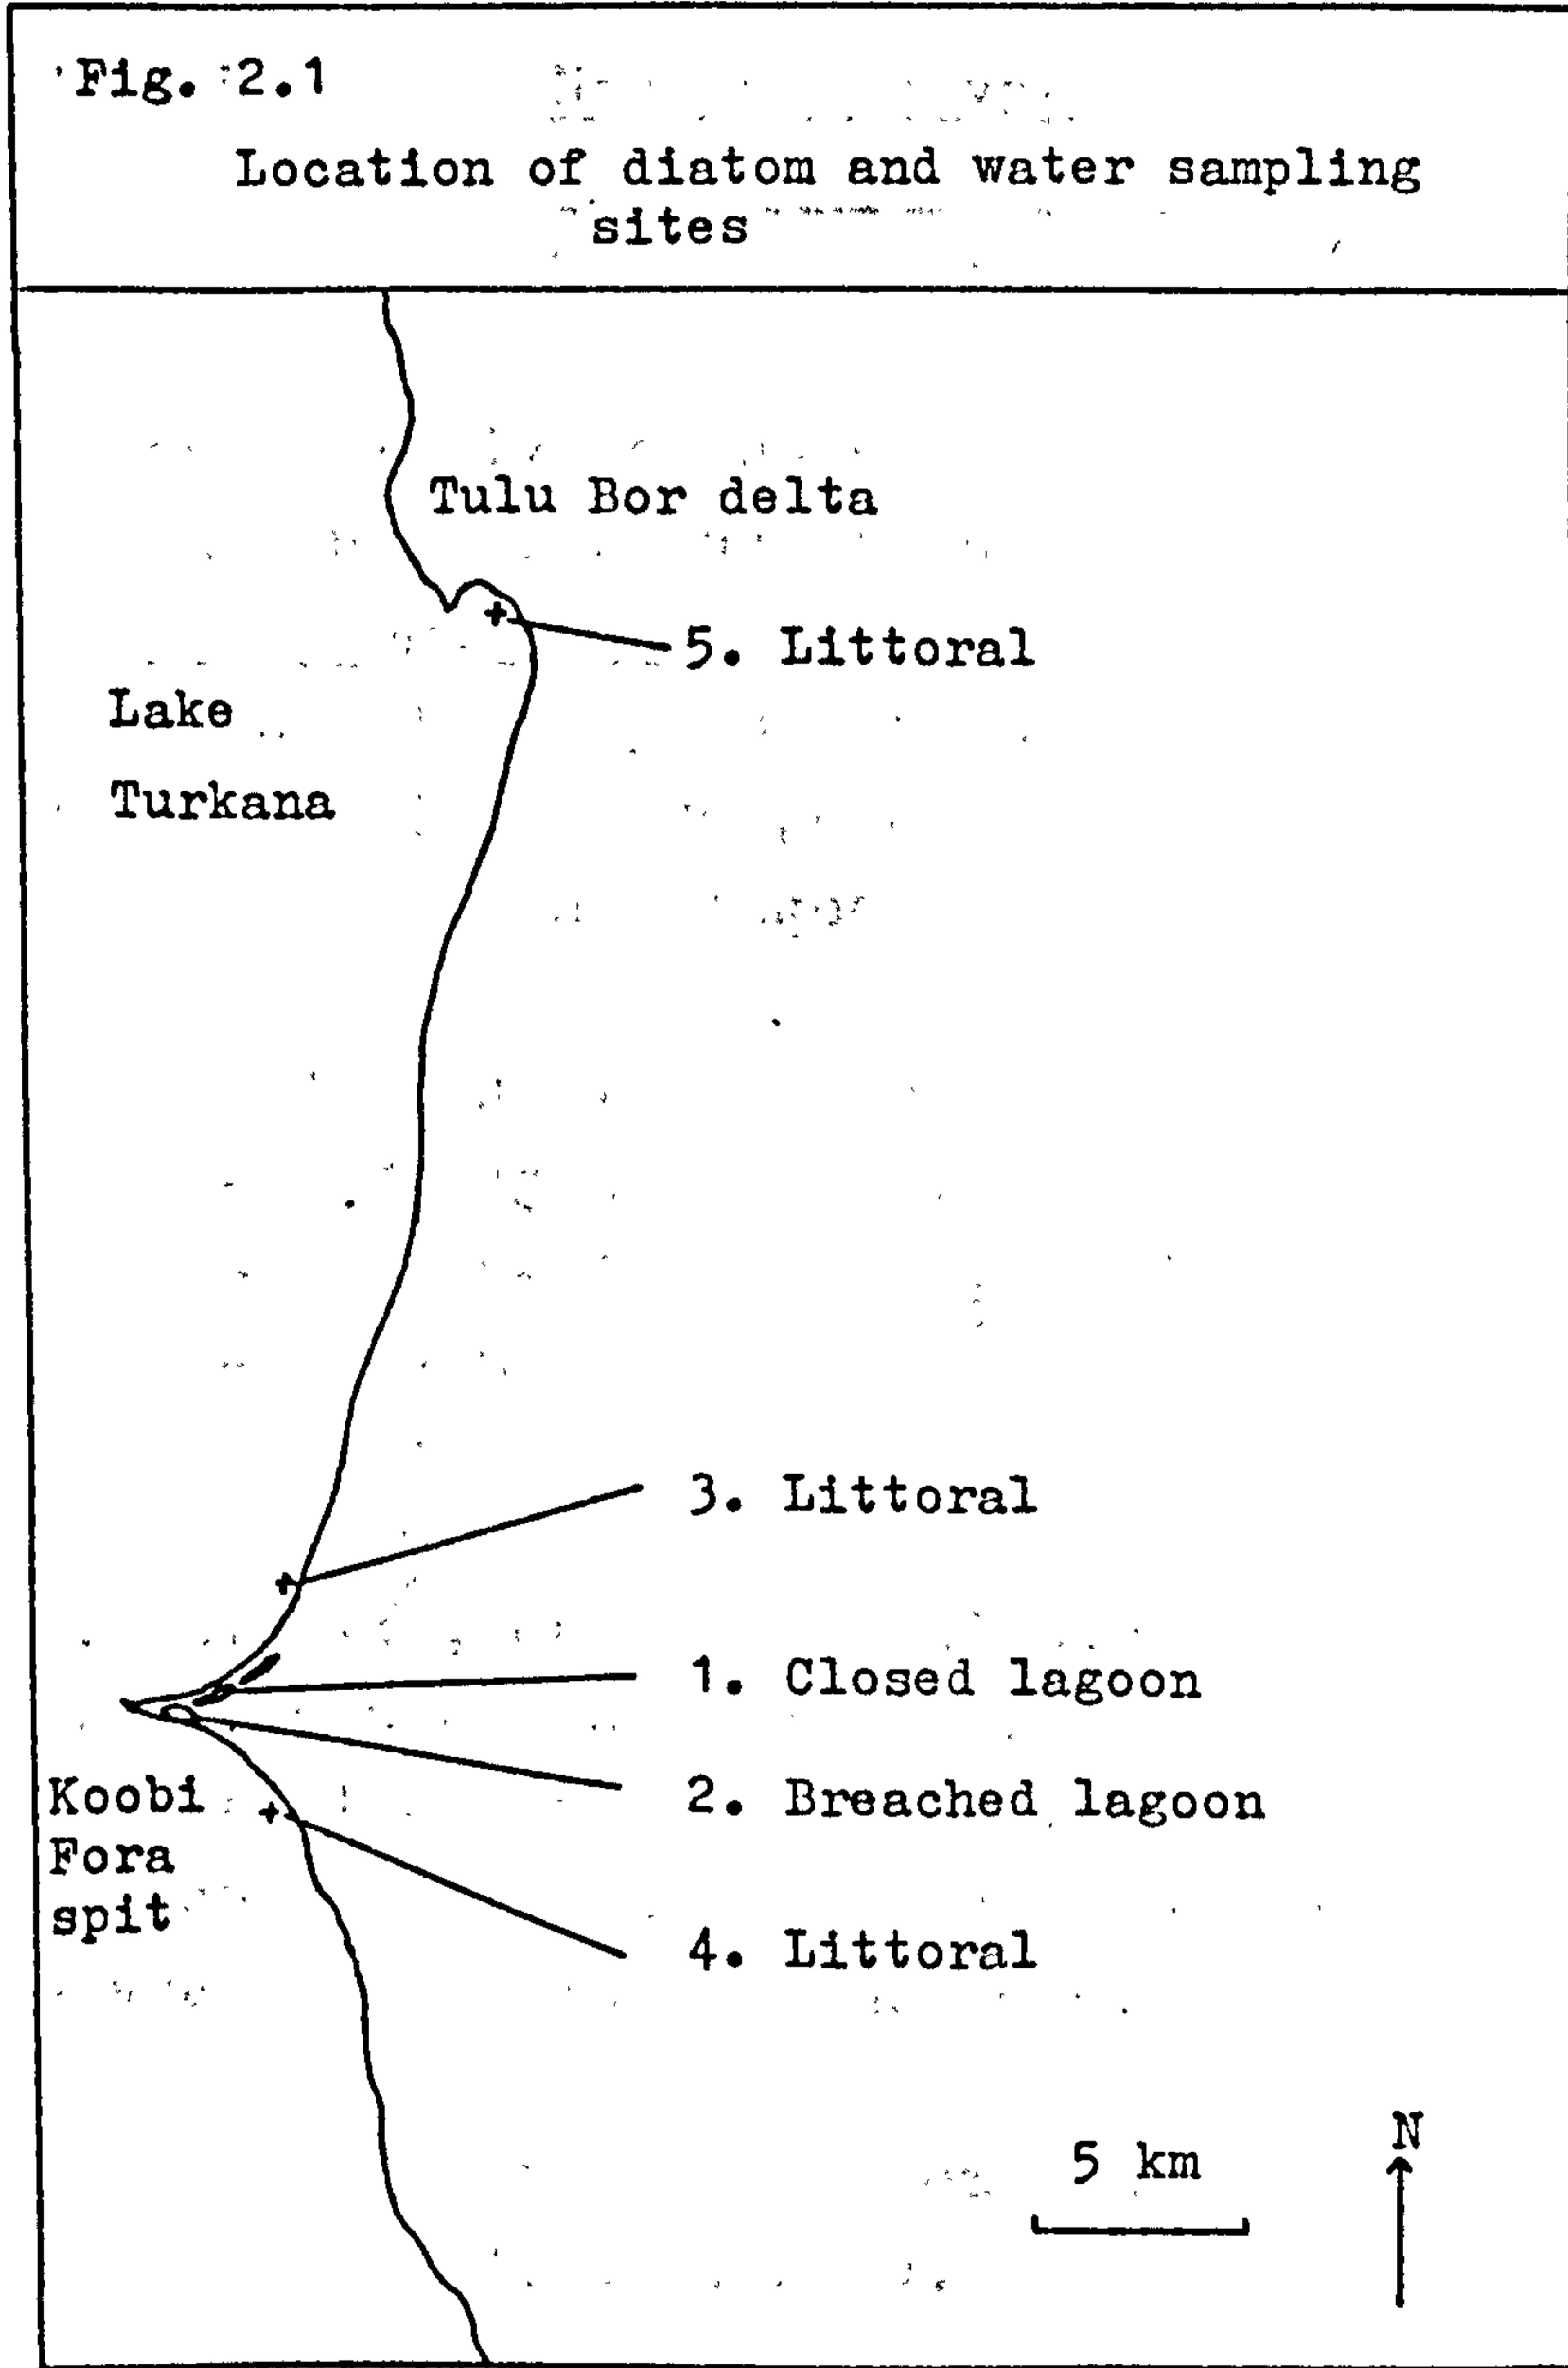 Fig. 2.1
Location of diatom and water sampling
sites
Tulu Bor delta
5. Littoral
Lake
Turkana
3. Littoral
1. Closed lagoon
2. Breached lagoon
Koobi
Fora
spit
4. Littoral
5 km
N